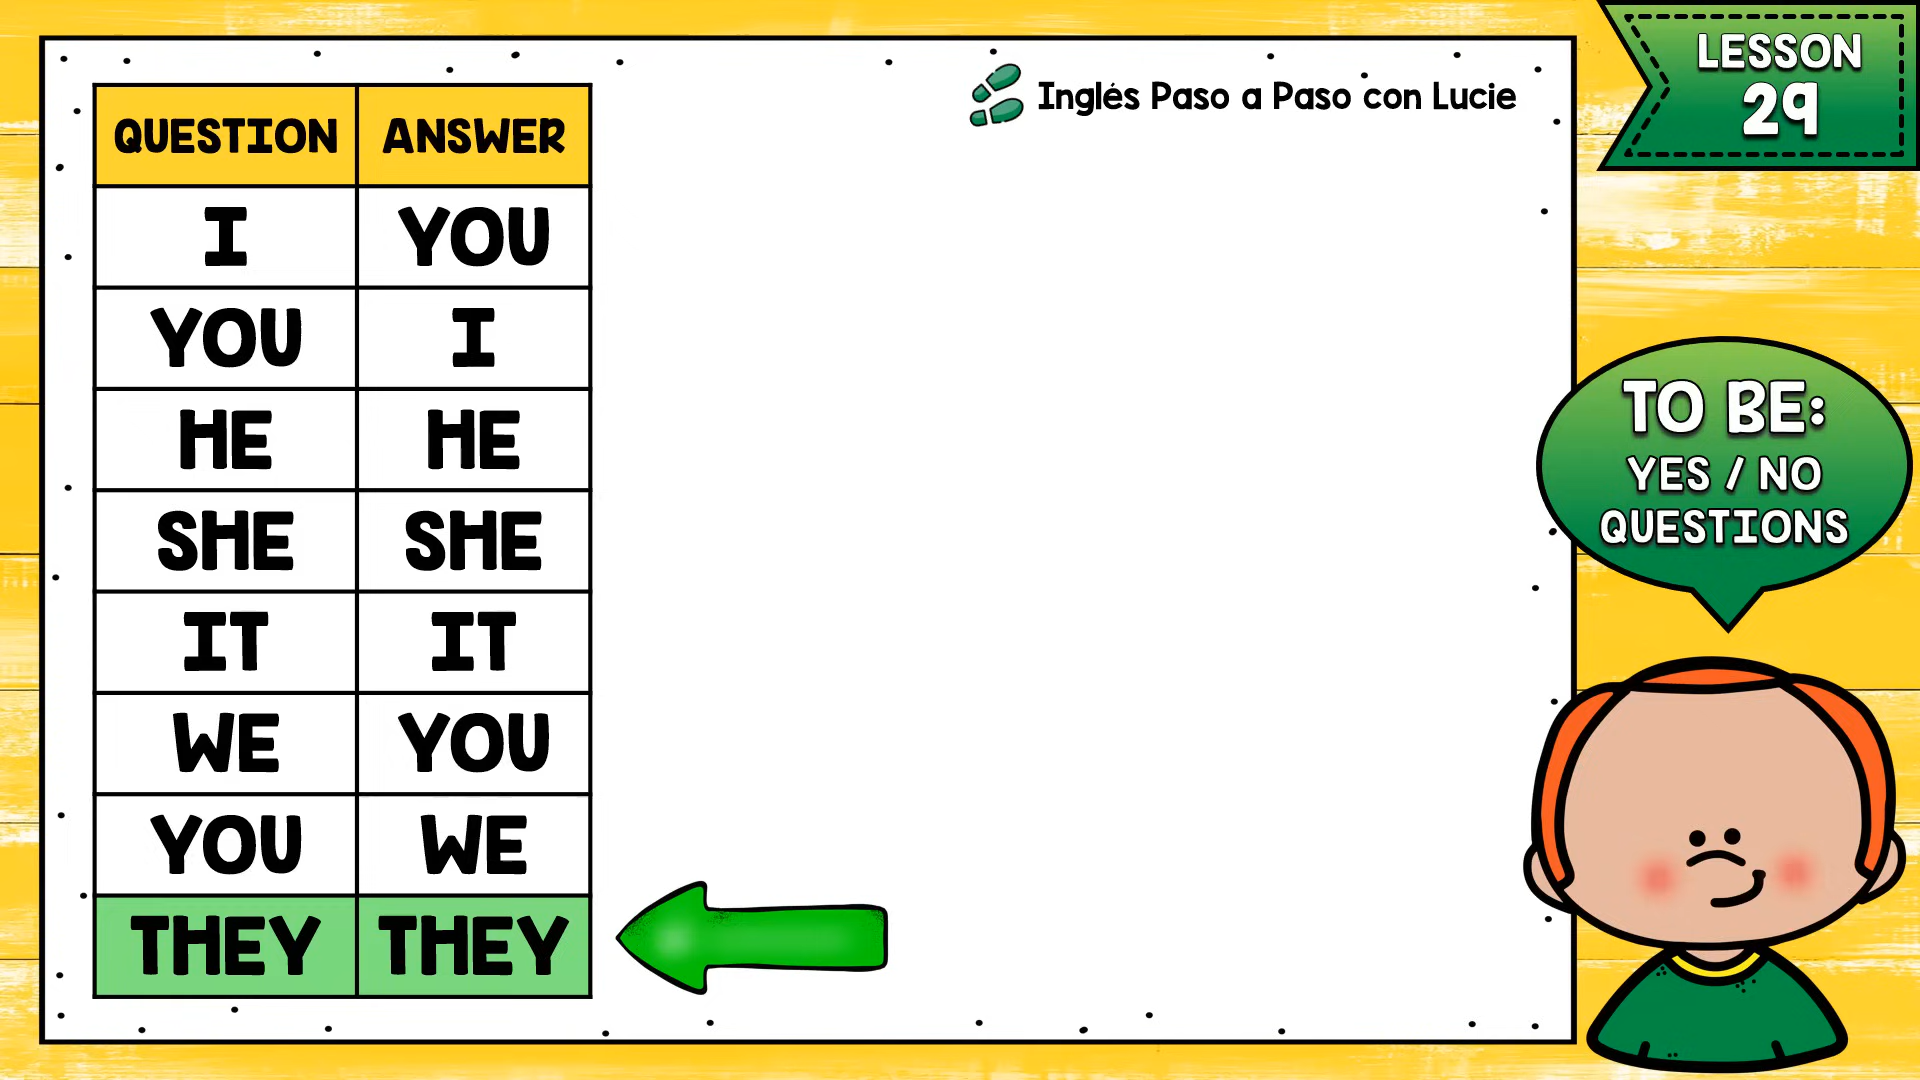 Inglés Paso a Paso con Lucie
LESSON
29
QUESTION ANSWER
I YOU
YOU I
HE HE
SHE SHE
IT IT
WE YOU
YOU WE
THEY THEY
TO BE:
YES / NO
QUESTIONS